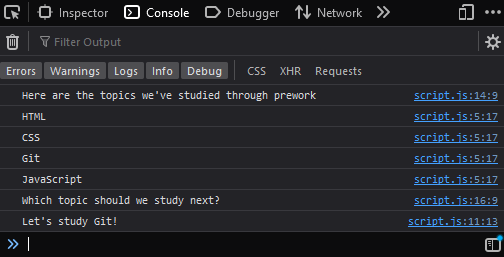 Inspector Console Debugger Network
Filter Output
Errors Warnings Logs Info Debug CSS XHR Requests
Here are the topics we've studied through prework script.js:14:9
HTML script.js:5:17
CSS script.js:5:17
Git script.js:5:17
JavaScript script.js:5:17
Which topic should we study next? script.js:16:9
Let's study Git! script.js:11:13